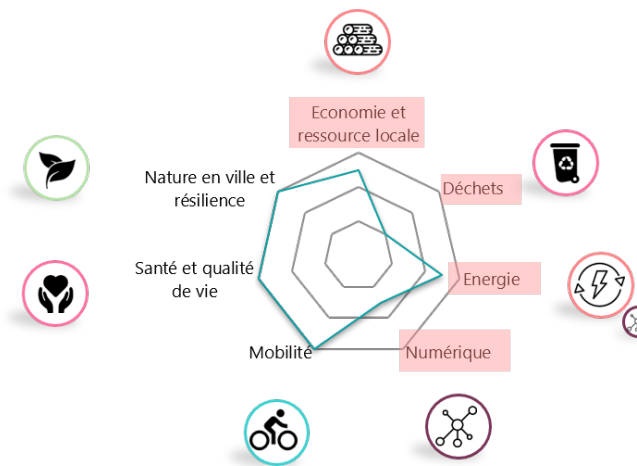 Economie et
ressource locale
Nature en ville et
résilience
Déchets
Santé et qualité
de vie
Energie
Mobilité
Numérique